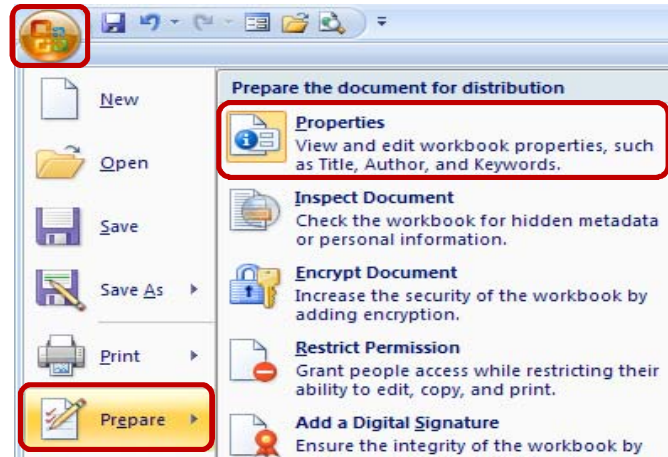 New
Open
Save
Save As
Print
Prepare
Prepare the document for distribution
Properties
View and edit workbook properties, such
as Title, Author, and Keywords.
Inspect Document
Check the workbook for hidden metadata
or personal information.
Encrypt Document
Increase the security of the workbook by
adding encryption.
Restrict Permission
Grant people access while restricting their
ability to edit, copy, and print.
Add a Digital Signature
Ensure the integrity of the workbook by